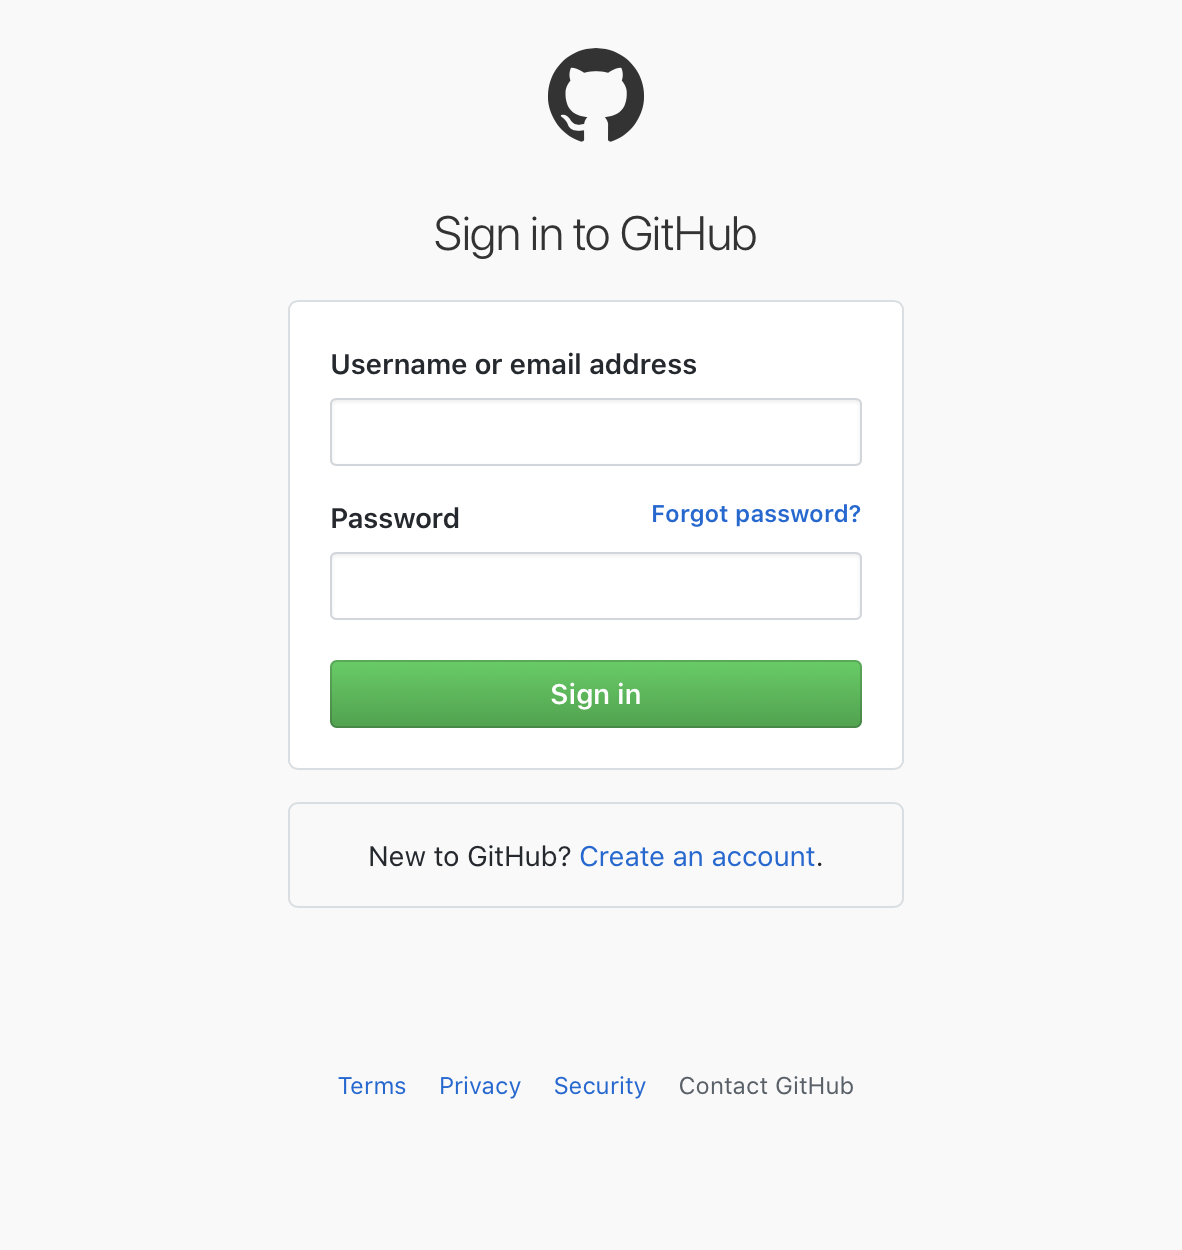 Sign in to GitHub
Username or email address
Password
Forgot password?
Sign in
New to GitHub? Create an account.
Terms Privacy Security Contact GitHub